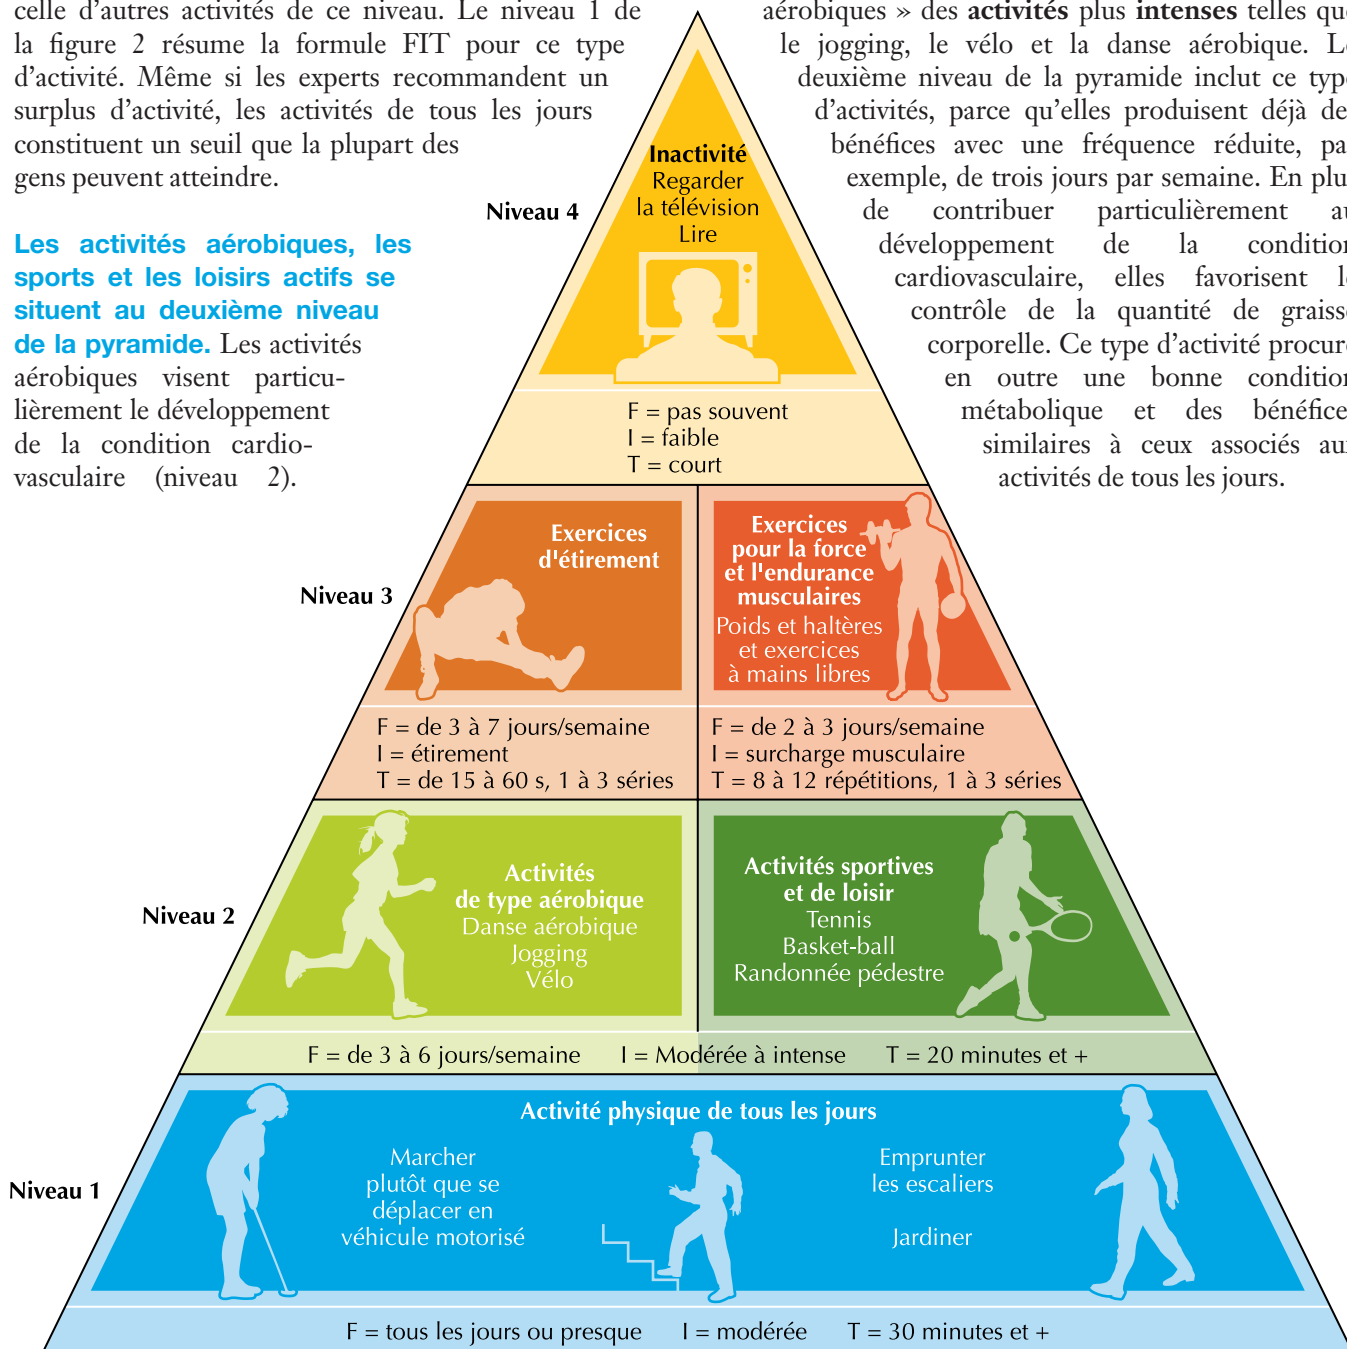 celle d'autres activités de ce niveau. Le niveau 1 de
la figure 2 résume la formule FIT pour ce type
d'activité. Même si les experts recommandent un
surplus d'activité, les activités de tous les jours
constituent un seuil que la plupart des
gens peuvent atteindre.
Les activités aérobiques, les
sports et les loisirs actifs se
situent au deuxième niveau
de la pyramide. Les activités
aérobiques visent particu-
lièrement le développement
de la condition cardio-
vasculaire (niveau 2).
aérobiques » des activités plus intenses telles que
le jogging, le vélo et la danse aérobique.
deuxième niveau de la pyramide inclut ce type
d'activités, parce qu'elles produisent déjà
bénéfices avec une fréquence réduite,
exemple, de trois jours par semaine. En
de contribuer particulièrement
développement de la condition
cardiovasculaire, elles favorisent
contrôle de la quantité de graisse
corporelle. Ce type d'activité procure
en outre une bonne condition
métabolique et des
similaires à ceux associés
activités de tous les jours.
Niveau 4
Inactivité
Regarder
la télévision
Lire
F = pas souvent
I = faible
T = court
Niveau 3
Exercices
d'étirement
F = de 3 à 7 jours/semaine
I = étirement
T = de 15 à 60 s, 1 à 3 séries
Exercices
pour la force
et l'endurance
musculaires
Poids et haltères
et exercices
à mains libres
F = de 2 à 3 jours/semaine
I = surcharge musculaire
T = 8 à 12 répétitions, 1 à 3 séries
Niveau 2
Activités
de type aérobique
Danse aérobique
Jogging
Vélo
Activités sportives
et de loisir
Tennis
Basket-ball
Randonnée pédestre
F = de 3 à 6 jours/semaine I = Modérée à intense T = 20 minutes et +
Niveau 1
Activité physique de tous les jours
Marcher
plutôt que se
déplacer en
véhicule motorisé
Emprunter
les escaliers
Jardiner
F = tous les jours ou presque I = modérée T = 30 minutes et +